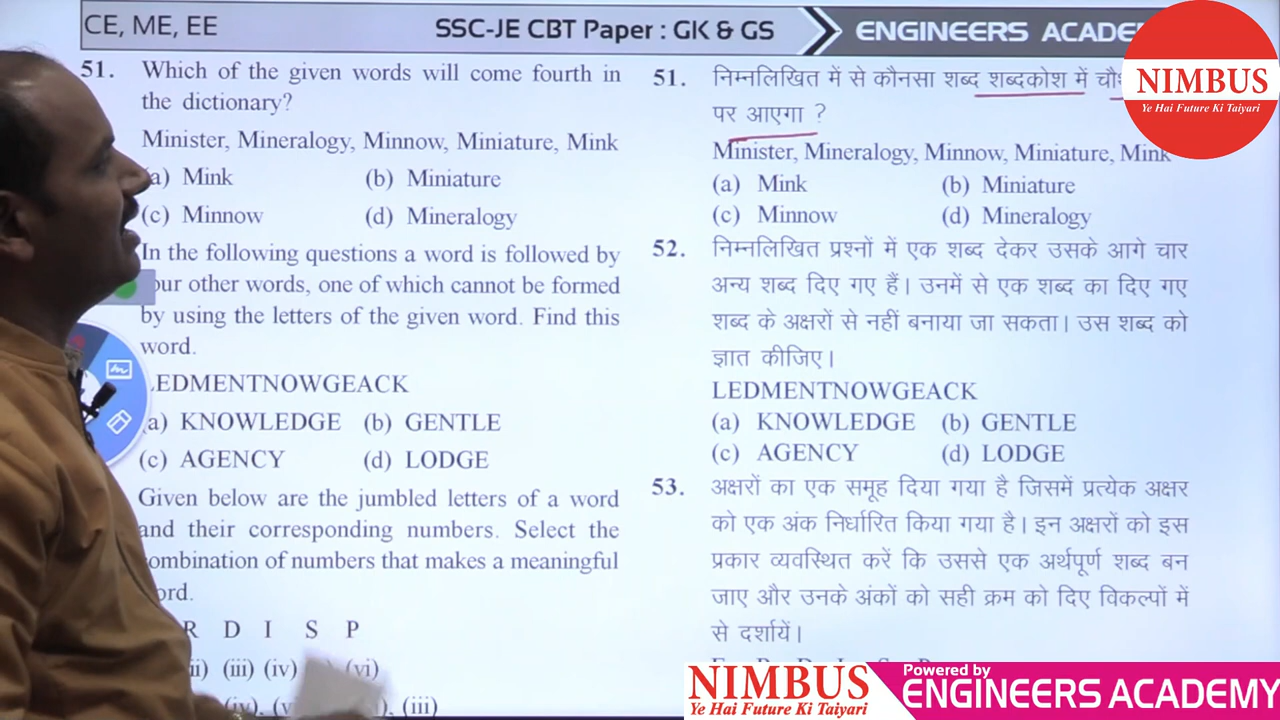 CE, ME, EE
SSC-JE CBT Paper : GK & GS
ENGINEERS
NIMBUS
Ye Hai Future Ki Taiyari
51. Which of the given words will come fourth in
the dictionary?
Minister, Mineralogy, Minnow, Miniature, Mink
a) Mink (b) Miniature
(c) Minnow (d) Mineralogy
In the following questions a word is followed by
other words, one of which cannot be formed
by using the letters of the given word. Find this
word.
LEDMENTNOWGEACK
(a) KNOWLEDGE (b) GENTLE
(c) AGENCY (d) LODGE
Given below are the jumbled letters of a word
and their corresponding numbers. Select the
combination of numbers that makes a meaningful
R D I S P
(iii) (iv) (vi)
(iii)
51. निम्नलिखित में से कौनसा शब्द शब्दकोश में
पर आएगा ?
Minister, Mineralogy, Minnow, Miniature, Mink
(a) Mink (b) Miniature
(c) Minnow (d) Mineralogy
52. निम्नलिखित प्रश्नों में एक शब्द देकर उसके आगे चार
अन्य शब्द दिए गए हैं। उनमें से एक शब्द का दिए गए
शब्द के अक्षरों से नहीं बनाया जा सकता। उस शब्द को
ज्ञात कीजिए।
LEDMENTNOWGEACK
(a) KNOWLEDGE (b) GENTLE
(c) AGENCY (d) LODGE
53. अक्षरों का एक समूह दिया गया है जिसमें प्रत्येक अक्षर
को एक अंक निर्धारित किया गया है। इन अक्षरों को इस
प्रकार व्यवस्थित करें कि उससे एक अर्थपूर्ण शब्द बन
जाए और उनके अंकों को सही क्रम को दिए विकल्पों में
से दर्शायें।
NIMBUS
Ye Hai Future Ki Taiyari
Powered by
ENGINEERS ACADEMY